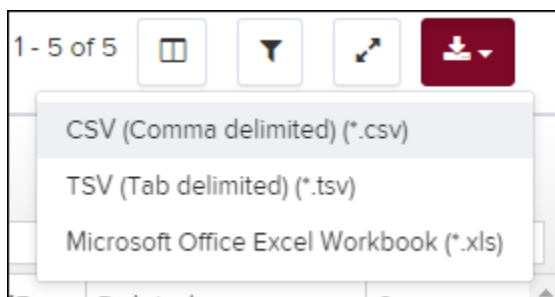 1 - 5 of 5
CSV (Comma delimited) (*.csv)
TSV (Tab delimited) (*.tsv)
Microsoft Office Excel Workbook (*.xls)